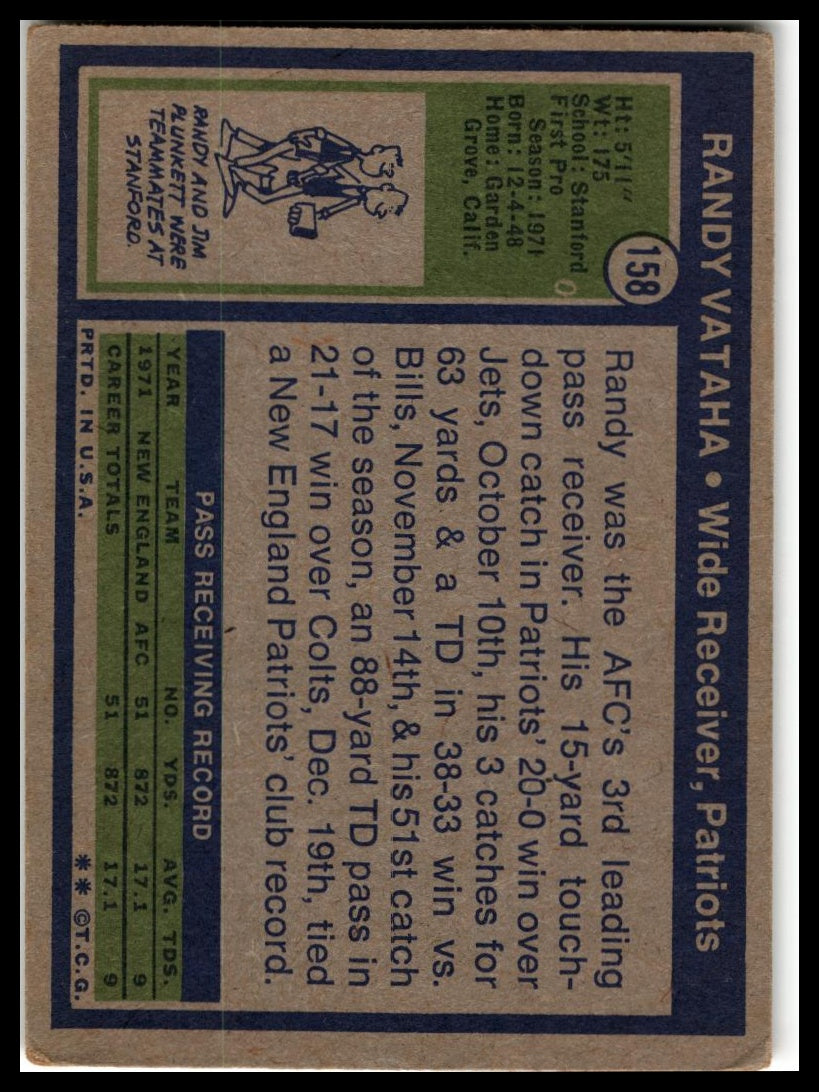 RANDY VATAHA • Wide Receiver, Patriots
158
Ht: 5'11"
Wt: 175
School: Stanford
First Pro
Season: 1971
Born: 12-4-48
Home: Garden
Grove, Calif.
RANDY AND JIM
PLUNKETT WERE
TEAMMATES AT
STANFORD.
Randy was the AFC's 3rd leading
pass receiver. His 15-yard touch-
down catch in Patriots' 20-0 win over
Jets, October 10th, his 3 catches for
63 yards & a TD in 38-33 win vs.
Bills, November 14th, & his 51st catch
of the season, an 88-yard TD pass in
21-17 win over Colts, Dec. 19th, tied
a New England Patriots' club record.
PASS RECEIVING RECORD
YEAR TEAM NO. YDS. AVG. TDS.
1971 NEW ENGLAND AFC 51 872 17.1 9
CAREER TOTALS 51 872 17.1 9
PRTD. IN U.S.A. ** ©T.C.G.